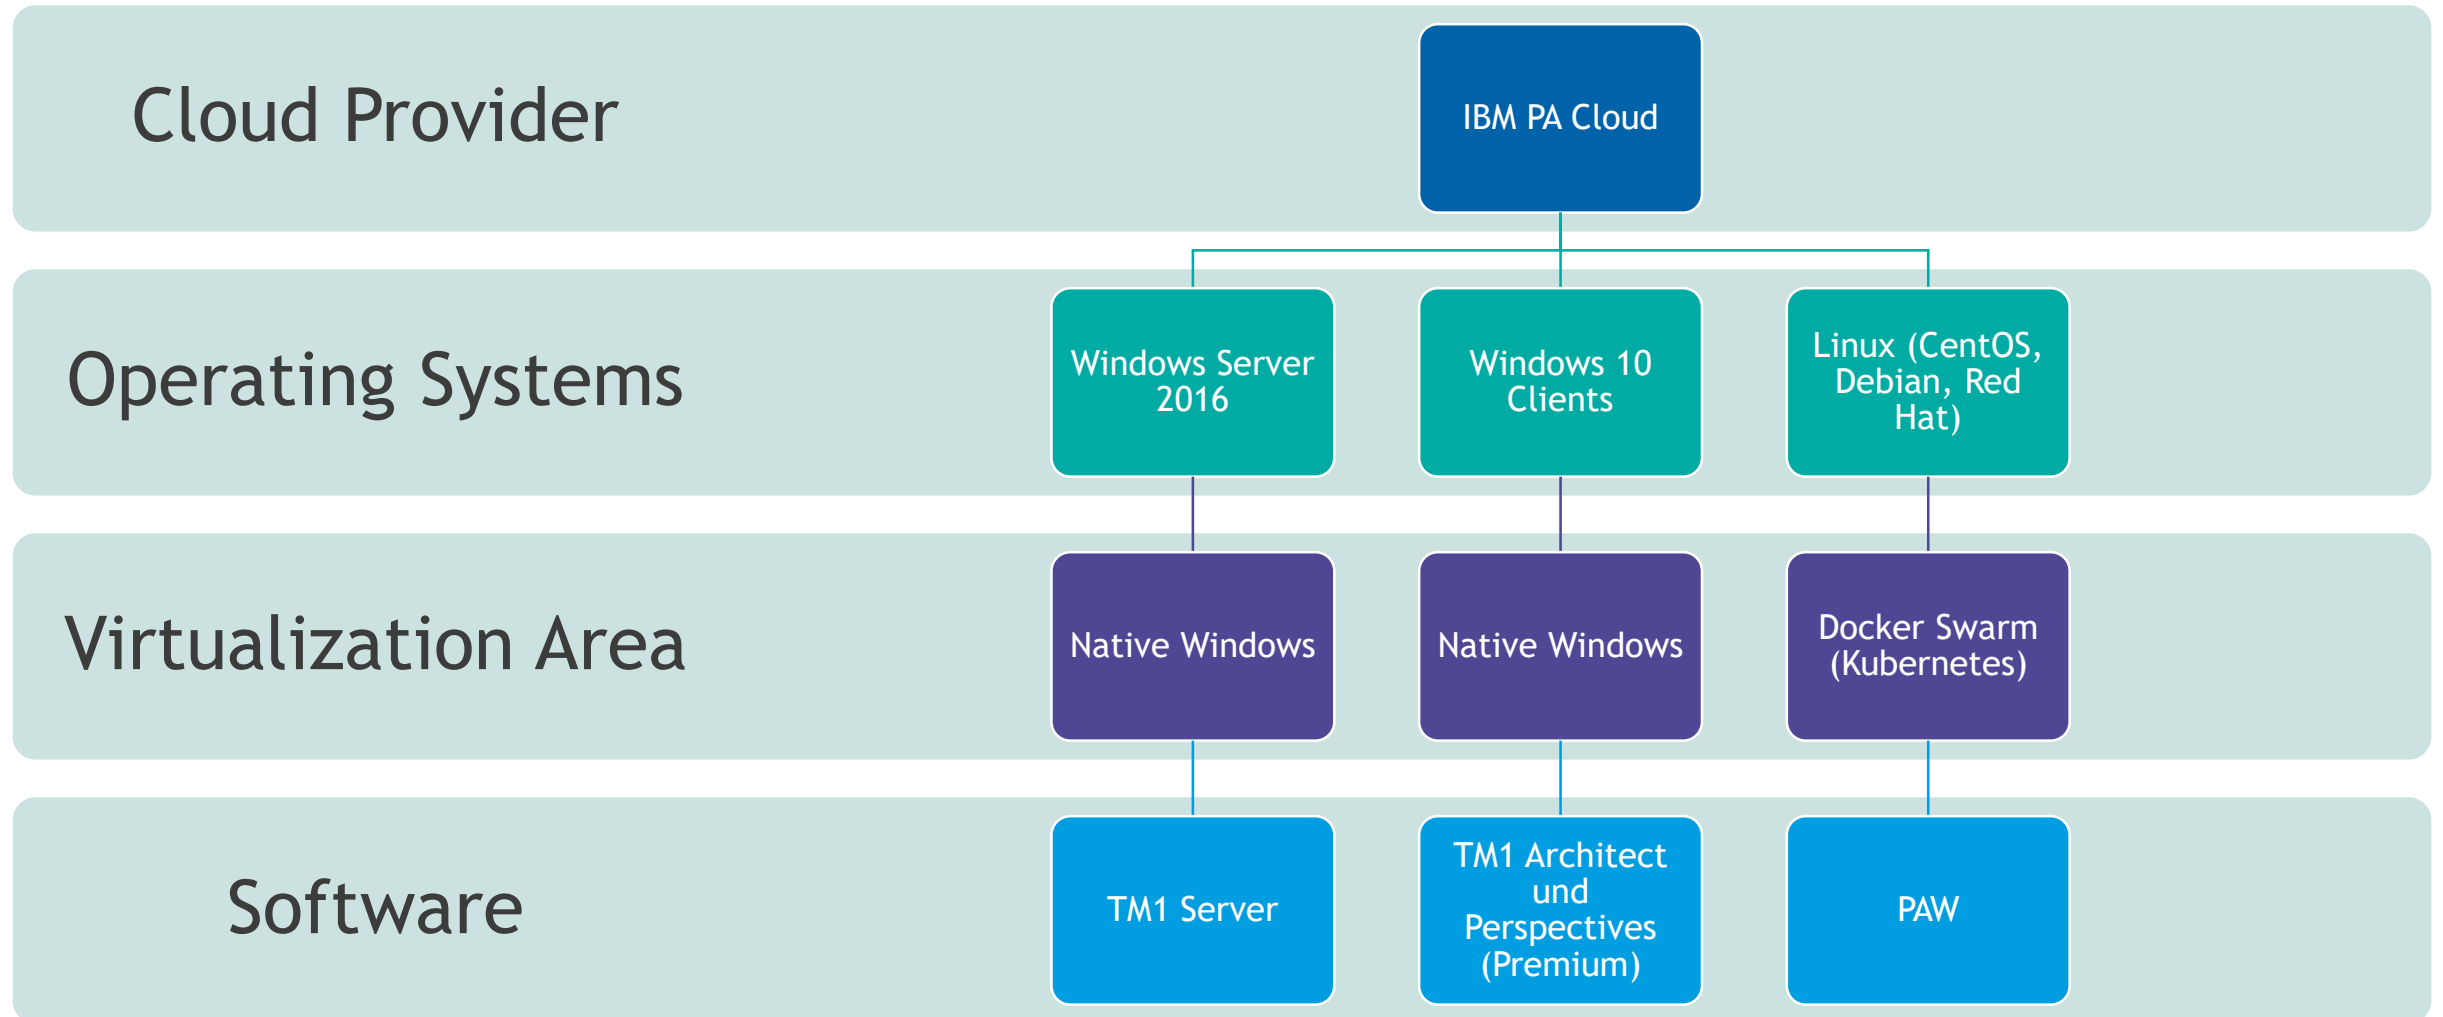 Cloud Provider
IBM PA Cloud
Operating Systems
Windows Server
2016
Windows 10
Clients
Linux (CentOS,
Debian, Red
Hat)
Virtualization Area
Native Windows
Native Windows
Docker Swarm
(Kubernetes)
Software
TM1 Server
TM1 Architect
und
Perspectives
(Premium)
PAW